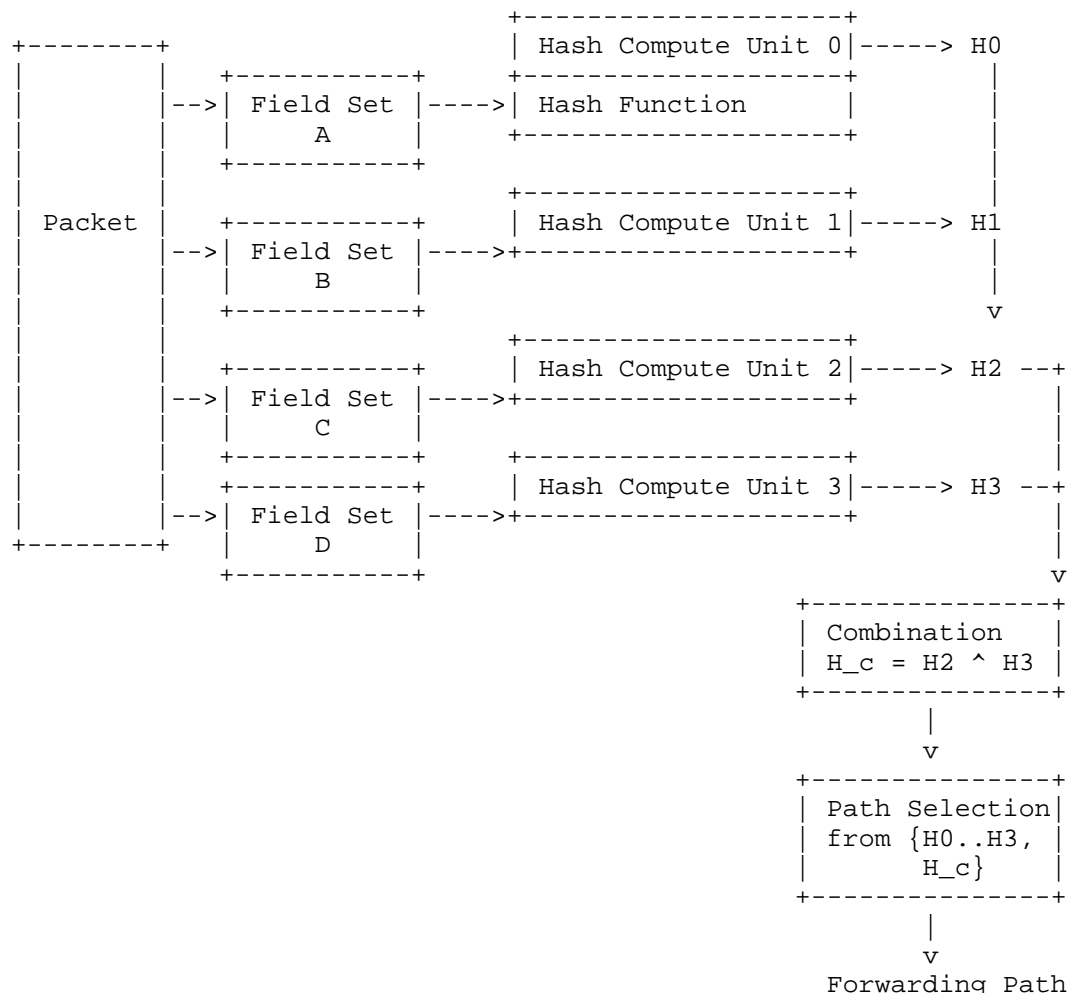 Hash Compute Unit 0 -----> H0
--> Field Set ----> Hash Function
A
Packet
Hash Compute Unit 1 -----> H1
--> Field Set ---->
B
v
Hash Compute Unit 2 -----> H2 --+
--> Field Set ---->
C
Hash Compute Unit 3 -----> H3 --+
--> Field Set ---->
D
v
Combination
H_c = H2 ^ H3
v
Path Selection
from {H0..H3,
H_c}
v
Forwarding Path